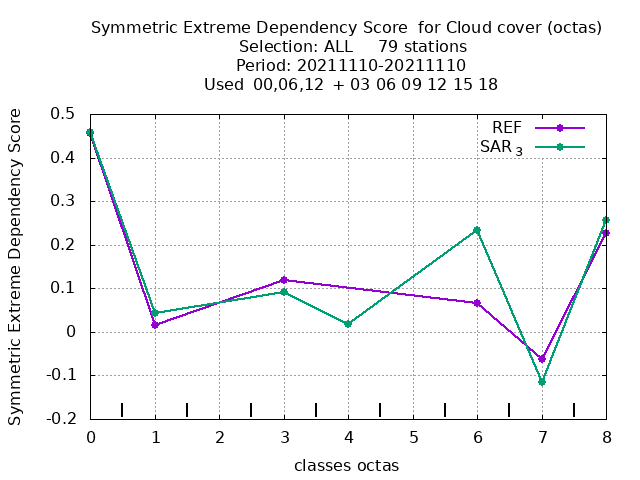 Symmetric Extreme Dependency Score  for Cloud cover (octas)
Selection: ALL     79 stations
Period: 20211110-20211110
Used  00,06,12  + 03 06 09 12 15 18
Symmetric Extreme Dependency Score
0.5
0.4
0.3
0.2
0.1
0
-0.1
-0.2
REF
SAR 3
0 1 2 3 4 5 6 7 8
classes octas